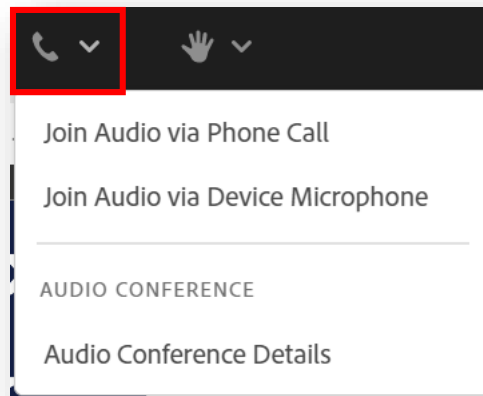 Join Audio via Phone Call
Join Audio via Device Microphone
AUDIO CONFERENCE
Audio Conference Details